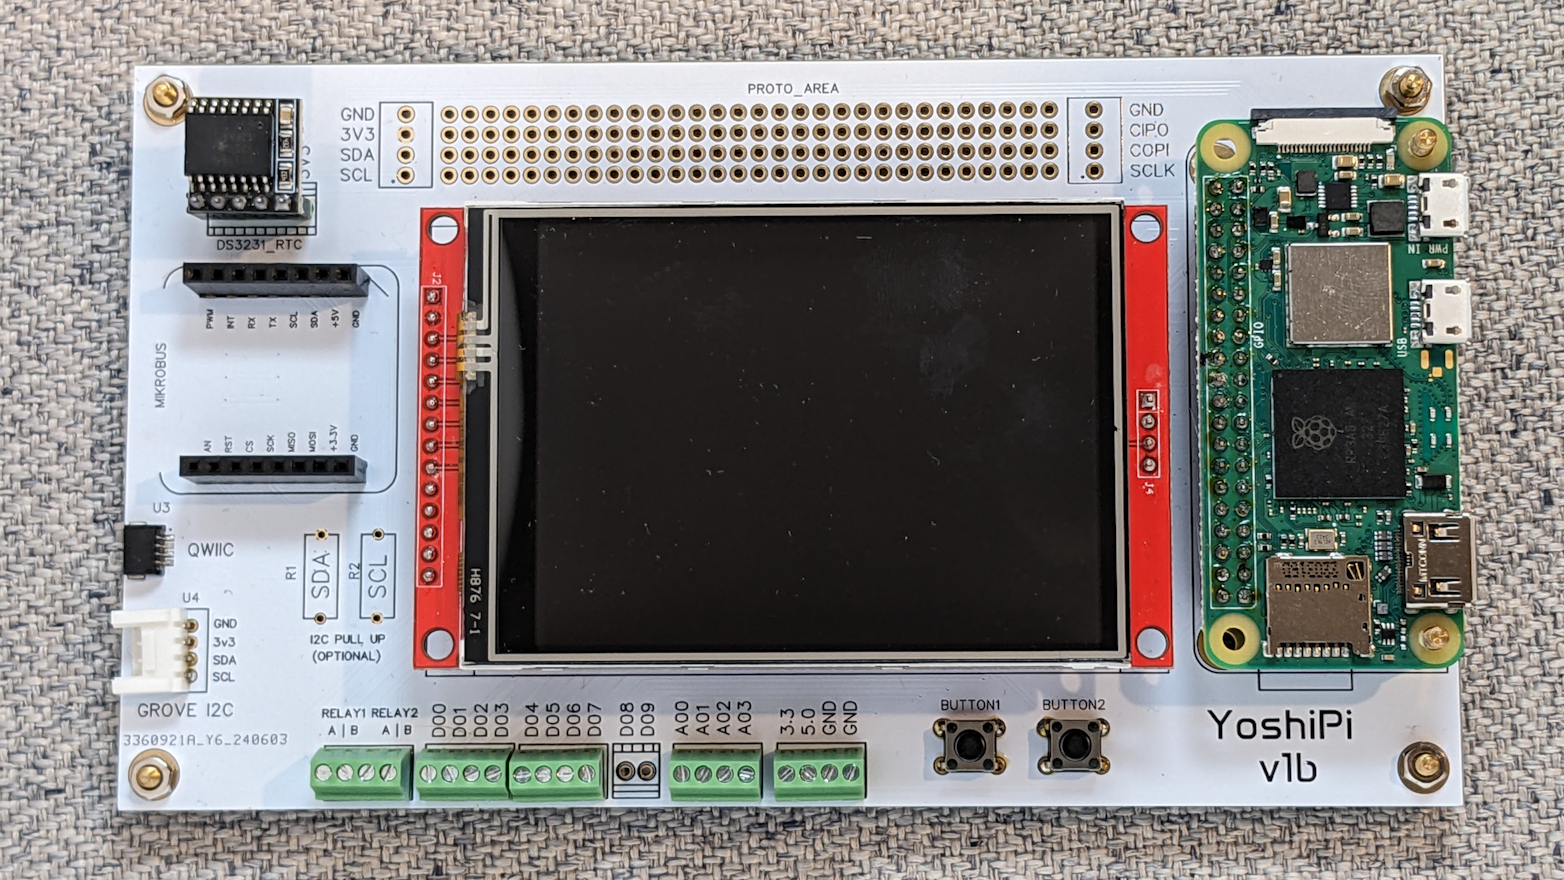 PROTO_AREA
GND
3V3
SDA
SCL
GND
CIPO
COPI
SCLK
DS3231_RTC
PWM INT RX TX SCL SDA +5V GND
MIKROBUS
AN RST CS SCK MISO MOSI +3.3V GND
U3
QWIIC
R1 SDA
R2 SCL
I2C PULL UP
(OPTIONAL)
U4
GND
3v3
SDA
SCL
GROVE I2C
3360921A_Y6_240603
J2
H876 7-1
J4
PWR IN
USB
GPIO
RELAY1 RELAY2
A|B A|B
D00 D01 D02 D03 D04 D05 D06 D07 D08 D09 A00 A01 A02 A03 3.3 5.0 GND GND
BUTTON1
BUTTON2
YoshiPi
v1b